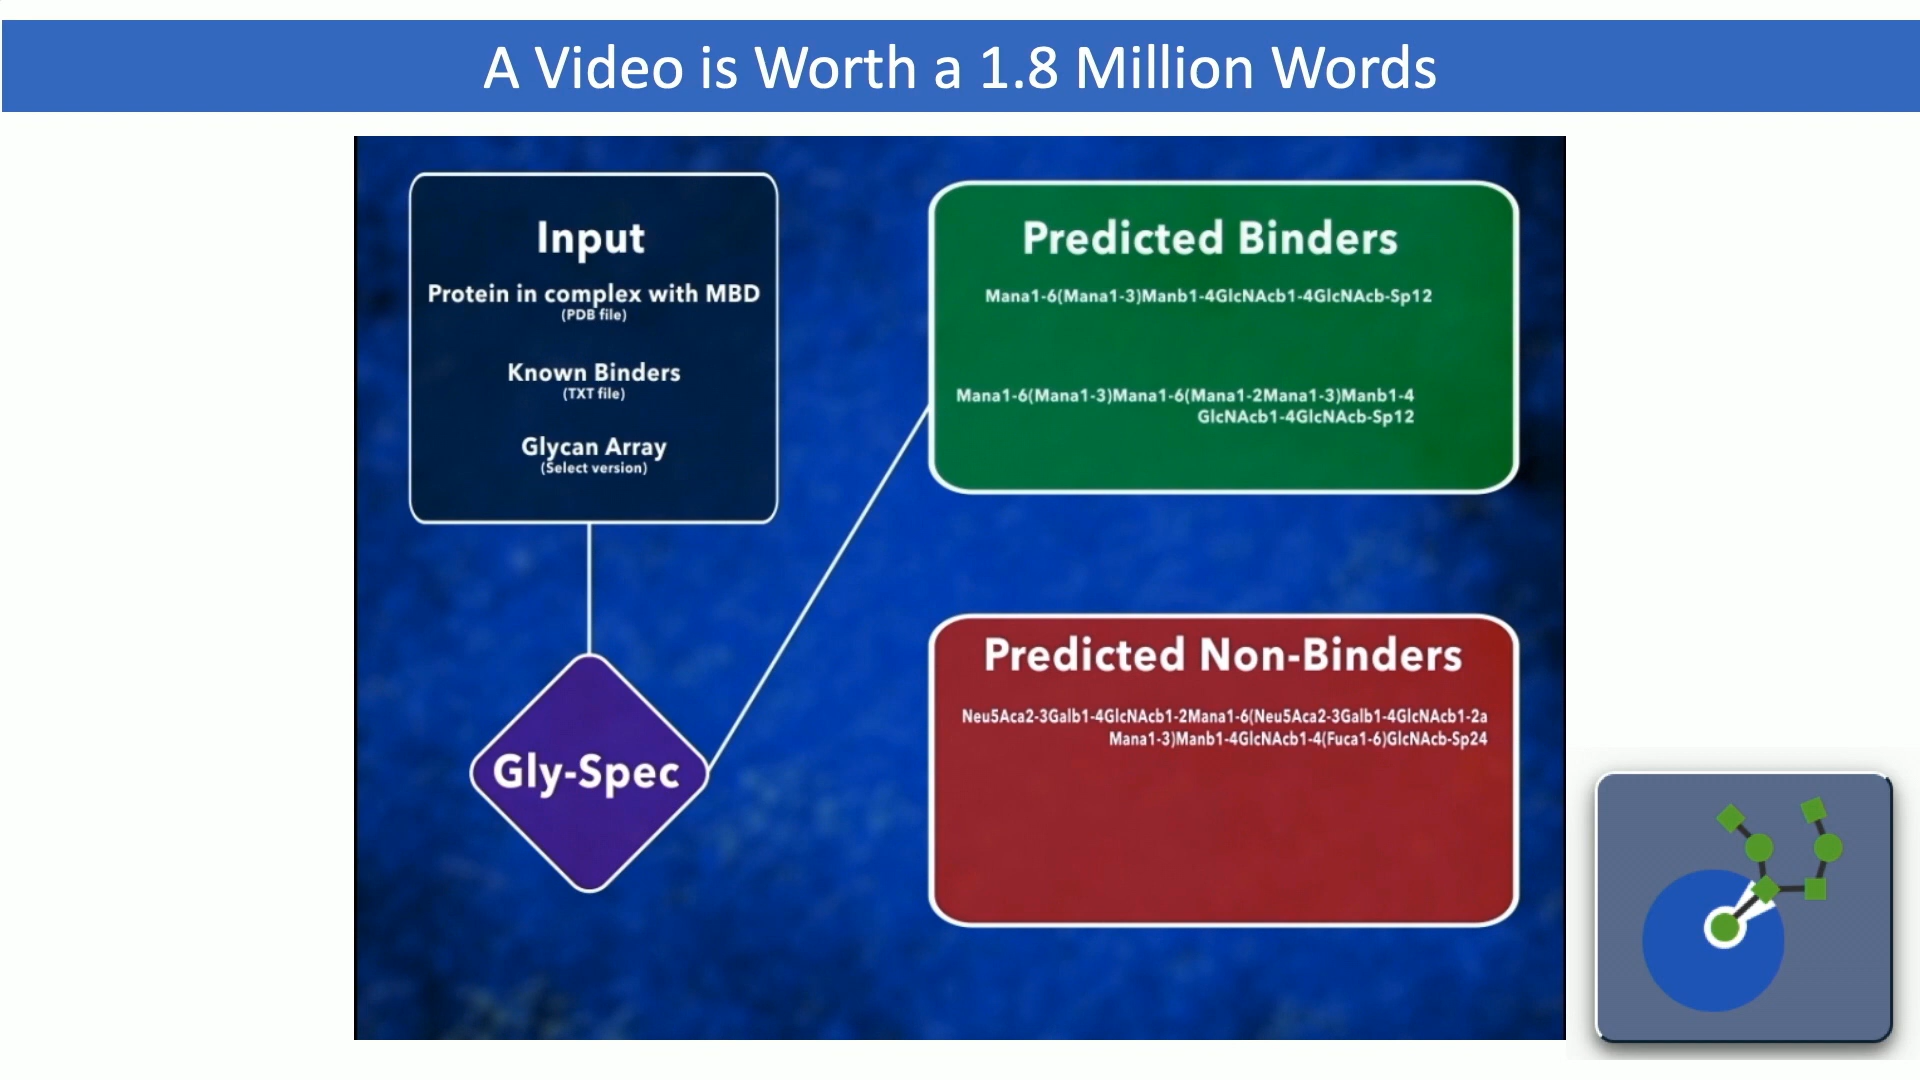 A Video is Worth a 1.8 Million Words
Input
Protein in complex with MBD
(PDB file)
Known Binders
(TXT file)
Glycan Array
(Select version)
Gly-Spec
Predicted Binders
Mana1-6(Mana1-3)Manb1-4GlcNAcb1-4GlcNAcb-Sp12
Mana1-6(Mana1-3)Mana1-6(Mana1-2Mana1-3)Manb1-4
GlcNAcb1-4GlcNAcb-Sp12
Predicted Non-Binders
Neu5Aca2-3Galb1-4GlcNAcb1-2Mana1-6(Neu5Aca2-3Galb1-4GlcNAcb1-2a
Mana1-3)Manb1-4GlcNAcb1-4(Fuca1-6)GlcNAcb-Sp24